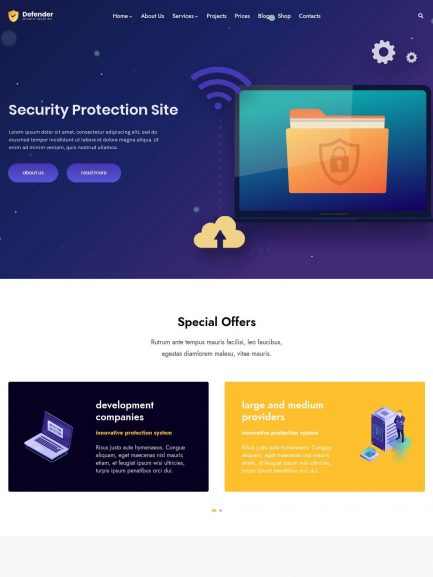 Defender
Home About Us Services Projects Prices Blog Shop Contacts
Security Protection Site
Lorem ipsum dolor sit amet, consectetur adipiscing elit, sed do
eiusmod tempor incididunt ut labore et dolore magna aliqua. Ut
enim ad minim veniam, quis nostrud ullamco.
about us read more
Special Offers
Rutrum ante tempus mauris facilisi, leo faucibus,
egestas diamlorem malesu, vitae mauris.
development
companies
innovative protection system
Risus justo aute hymenaeos. Congue
aliquam, eget maecenas nisl mauris
etiam, et feugiat ipsum wisi ultricies,
turpis ipsum penatibus orci dui.
large and medium
providers
innovative protection system
Risus justo aute hymenaeos. Congue
aliquam, eget maecenas nisl mauris
etiam, et feugiat ipsum wisi ultricies,
turpis ipsum penatibus orci dui.